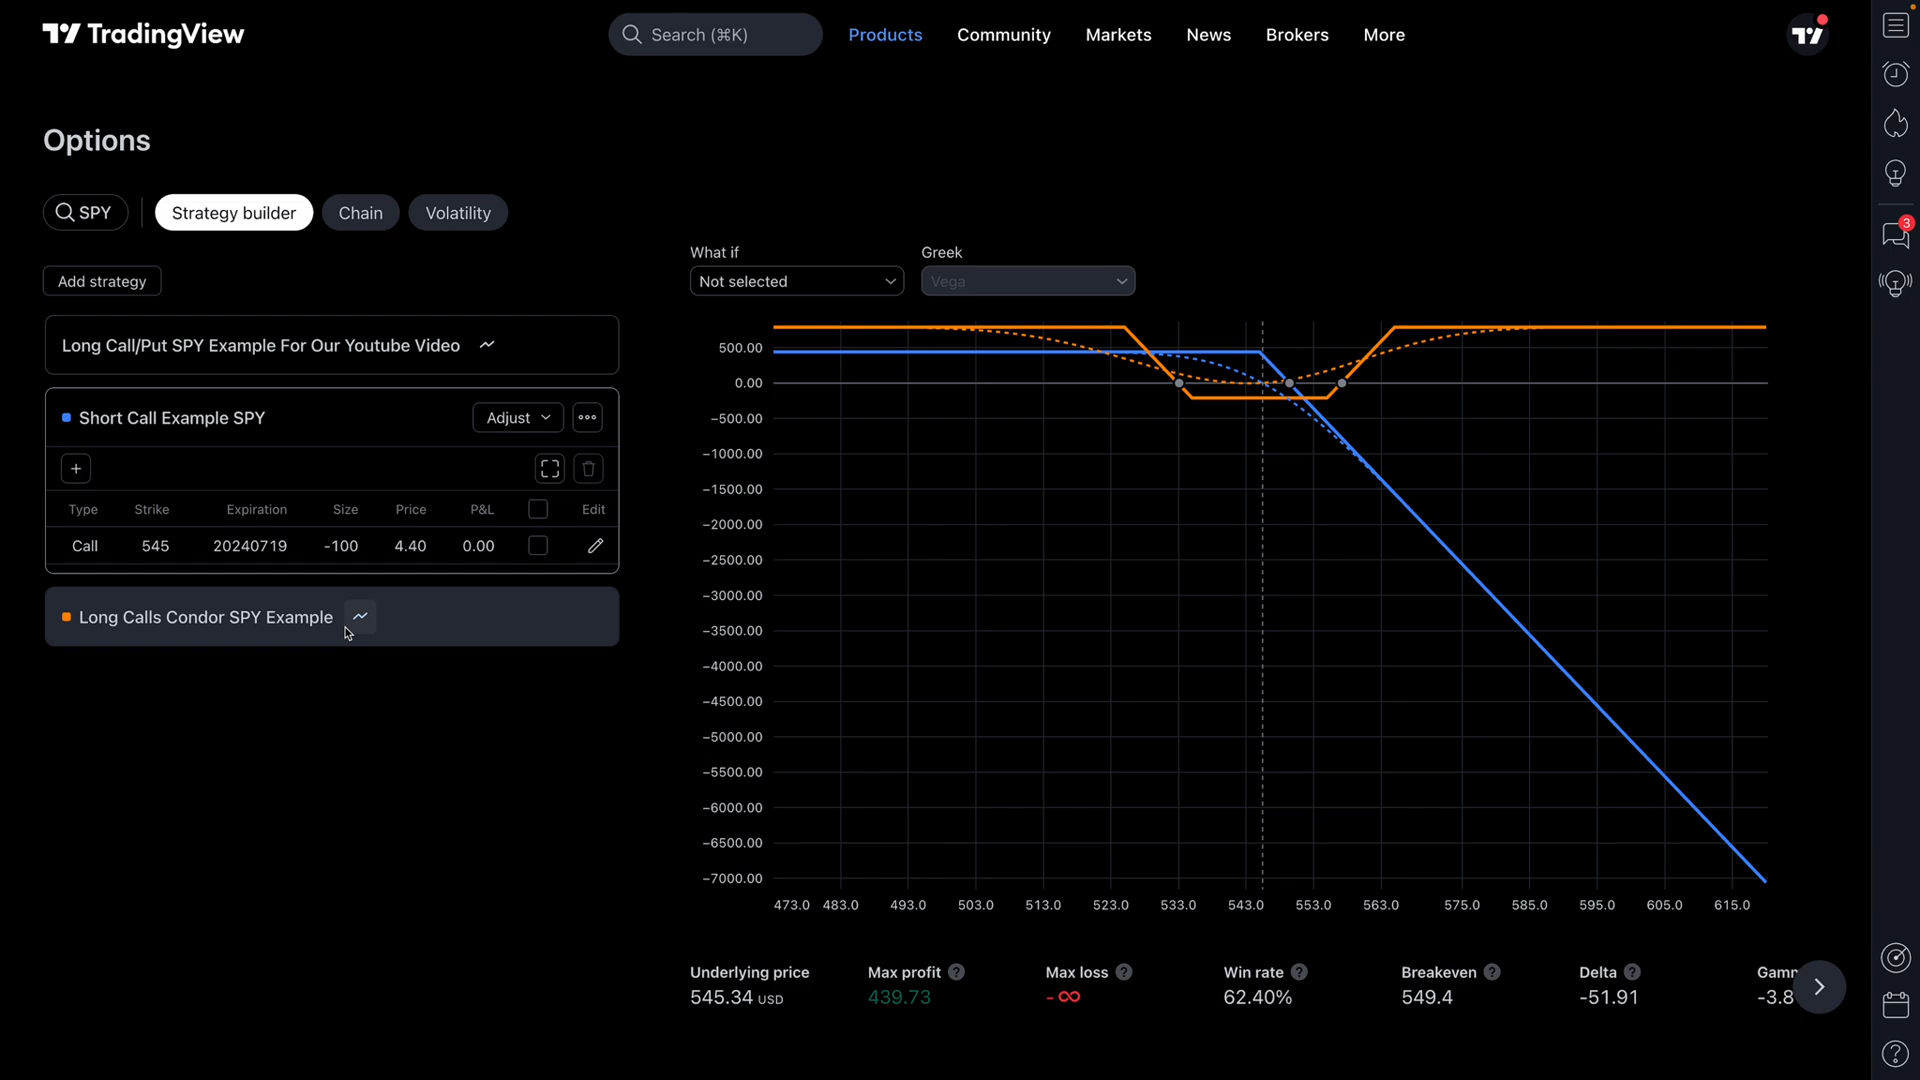 TradingView
Search (⌘K)
Products
Community
Markets
News
Brokers
More
3
Options
SPY
Strategy builder
Chain
Volatility
Add strategy
Long Call/Put SPY Example For Our Youtube Video
Short Call Example SPY
Adjust
Type Strike Expiration Size Price P&L Edit
Call 545 20240719 -100 4.40 0.00
Long Calls Condor SPY Example
What if
Not selected
Greek
Vega
500.00
0.00
−500.00
−1000.00
−1500.00
−2000.00
−2500.00
−3000.00
−3500.00
−4000.00
−4500.00
−5000.00
−5500.00
−6000.00
−6500.00
−7000.00
473.0 483.0 493.0 503.0 513.0 523.0 533.0 543.0 553.0 563.0 575.0 585.0 595.0 605.0 615.0
Underlying price
545.34 USD
Max profit ?
439.73
Max loss ?
-∞
Win rate ?
62.40%
Breakeven ?
549.4
Delta ?
-51.91
Gamm
-3.8